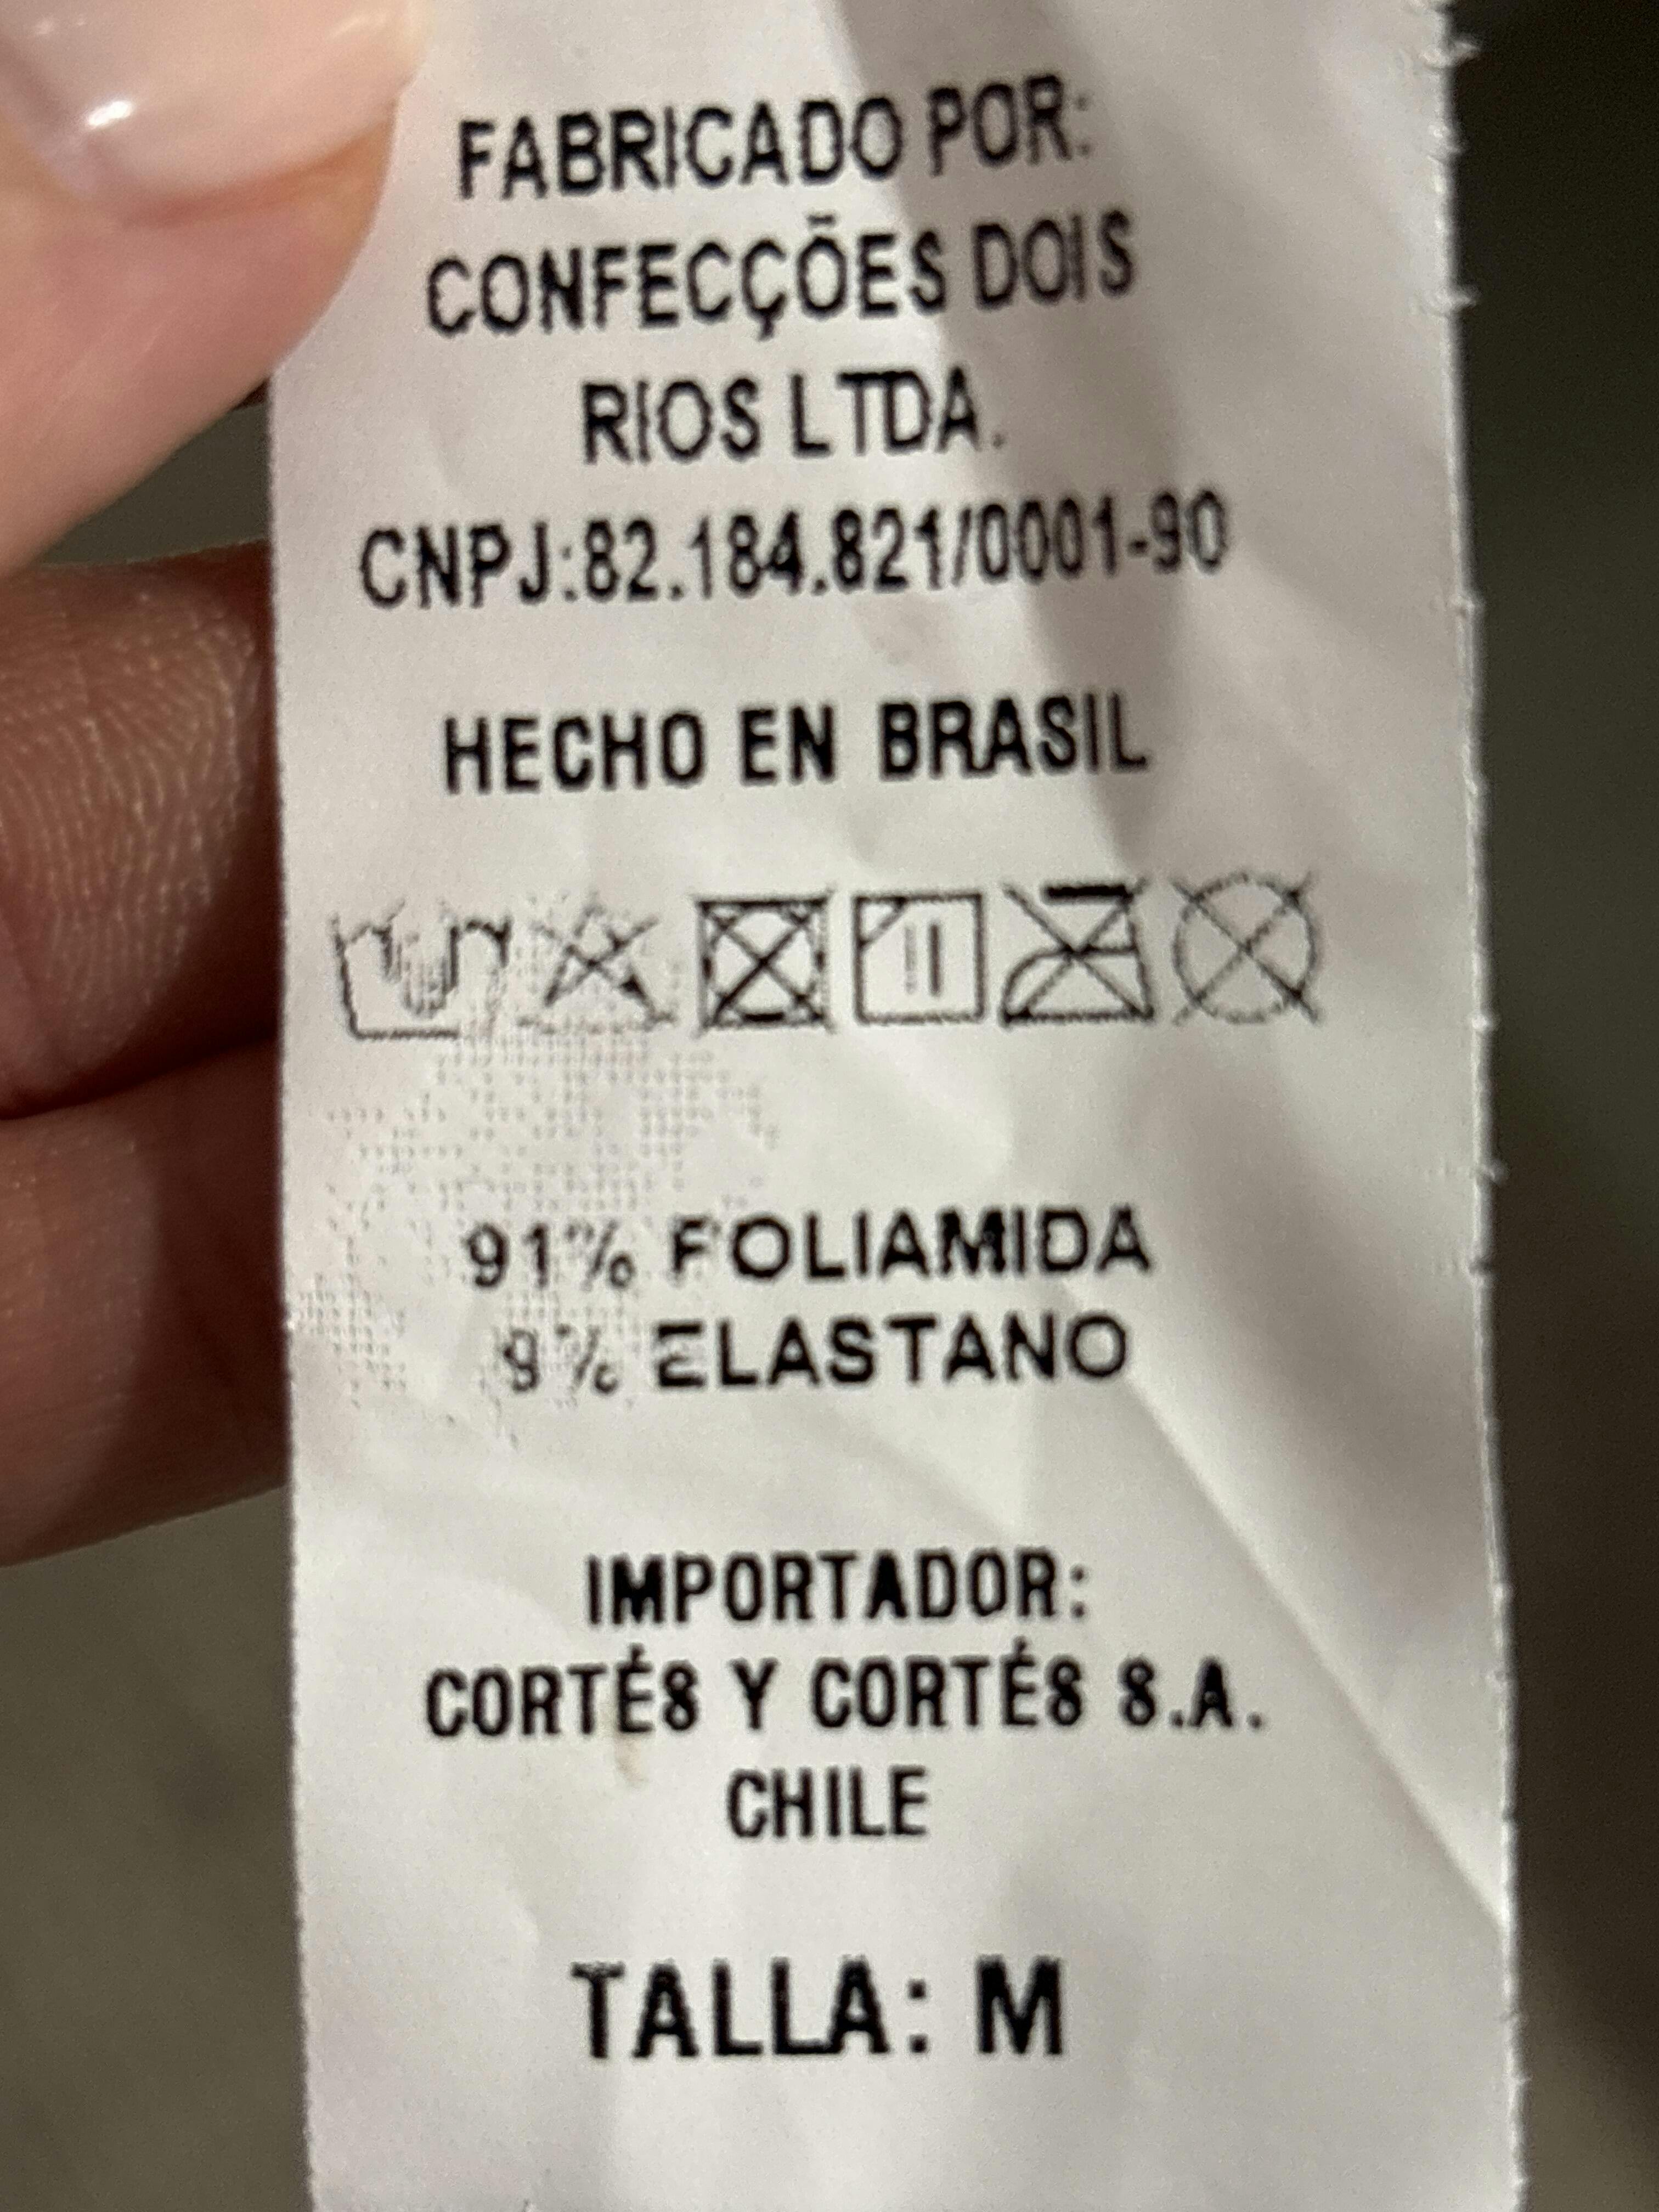 FABRICADO POR:
CONFECÇÕES DOIS
RIOS LTDA.
CNPJ:82.184.821/0001-90
HECHO EN BRASIL
91% POLIAMIDA
9% ELASTANO
IMPORTADOR:
CORTÉS Y CORTÉS S.A.
CHILE
TALLA: M